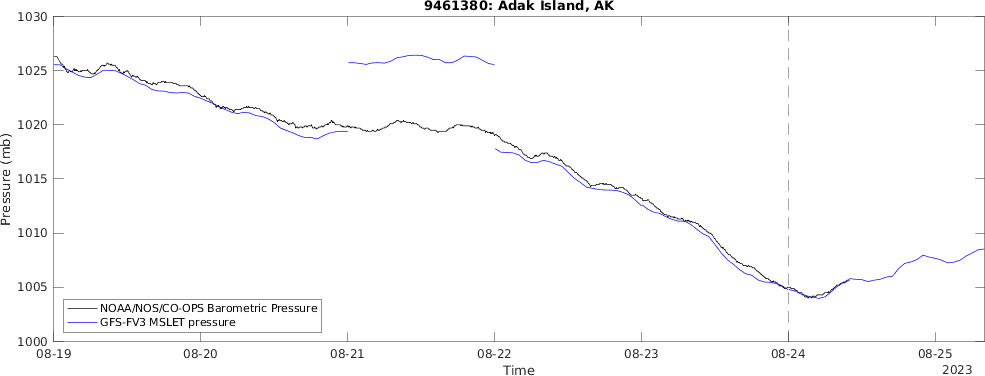 9461380: Adak Island, AK
1030
1025
1020
1015
1010
1005
1000
Pressure (mb)
NOAA/NOS/CO-OPS Barometric Pressure
GFS-FV3 MSLET pressure
08-19 08-20 08-21 08-22 08-23 08-24 08-25
Time
2023